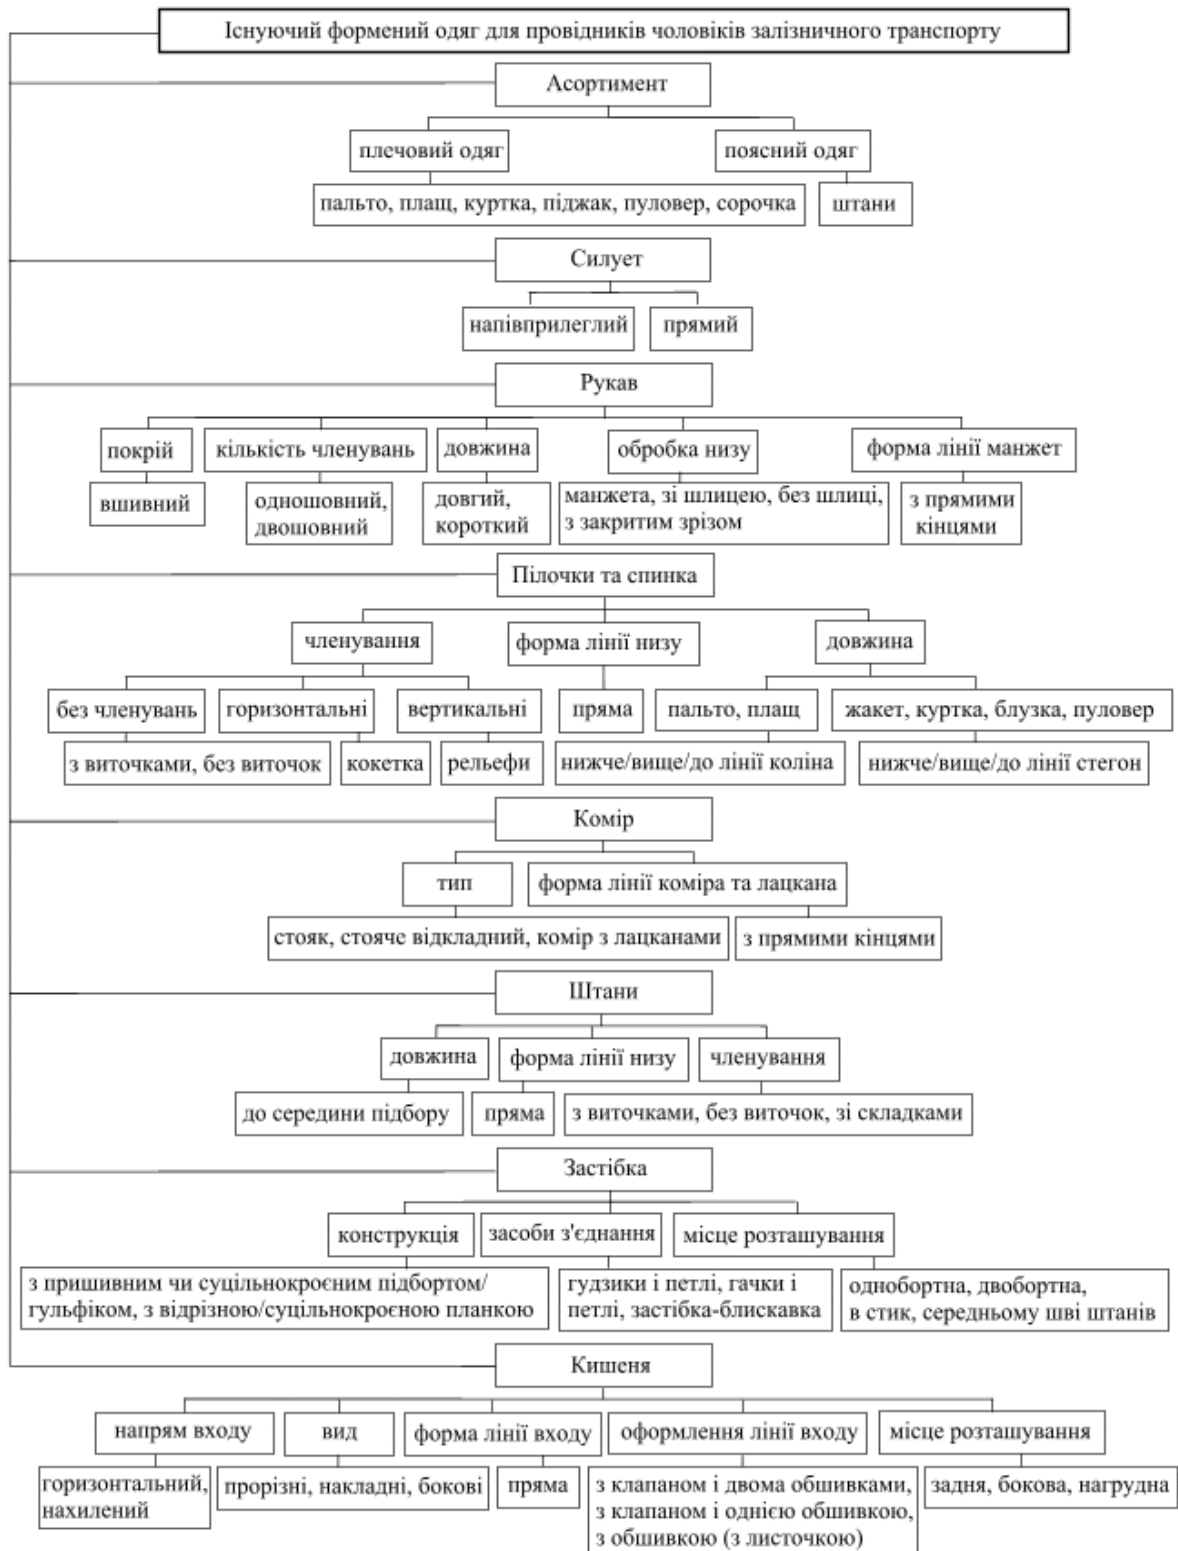 Існуючий формений одяг для провідників чоловіків залізничного транспорту
Асортимент
плечовий одяг
поясний одяг
пальто, плащ, куртка, піджак, пуловер, сорочка
штани
Силует
напівприлеглий
прямий
Рукав
покрій
кількість членувань
довжина
обробка низу
форма лінії манжет
вшивний
одношовний,
двошовний
довгий,
короткий
манжета, зі шлицею, без шлиці,
з закритим зрізом
з прямими
кінцями
Пілочки та спинка
членування
форма лінії низу
довжина
без членувань
горизонтальні
вертикальні
пряма
пальто, плащ
жакет, куртка, блузка, пуловер
з виточками, без виточок
кокетка
рельефи
нижче/вище/до лінії коліна
нижче/вище/до лінії стегон
Комір
тип
форма лінії коміра та лацкана
стояк, стояче відкладний, комір з лацканами
з прямими кінцями
Штани
довжина
форма лінії низу
членування
до середини підбору
пряма
з виточками, без виточок, зі складками
Застібка
конструкція
засоби з'єднання
місце розташування
з пришивним чи суцільнокроєним підбортом/
гульфіком, з відрізною/суцільнокроєною планкою
гудзики і петлі, гачки і
петлі, застібка-блискавка
однобортна, двобортна,
в стик, середньому шві штанів
Кишеня
напрям входу
вид
форма лінії входу
оформлення лінії входу
місце розташування
горизонтальний,
нахилений
прорізні, накладні, бокові
пряма
з клапаном і двома обшивками,
з клапаном і однією обшивкою,
з обшивкою (з листочкою)
задня, бокова, нагрудна